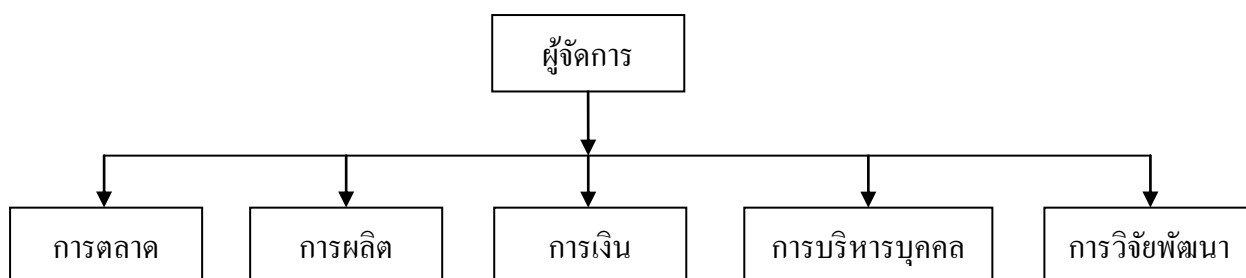 ผู้จัดการ
การตลาด
การผลิต
การเงิน
การบริหารบุคคล
การวิจัยพัฒนา